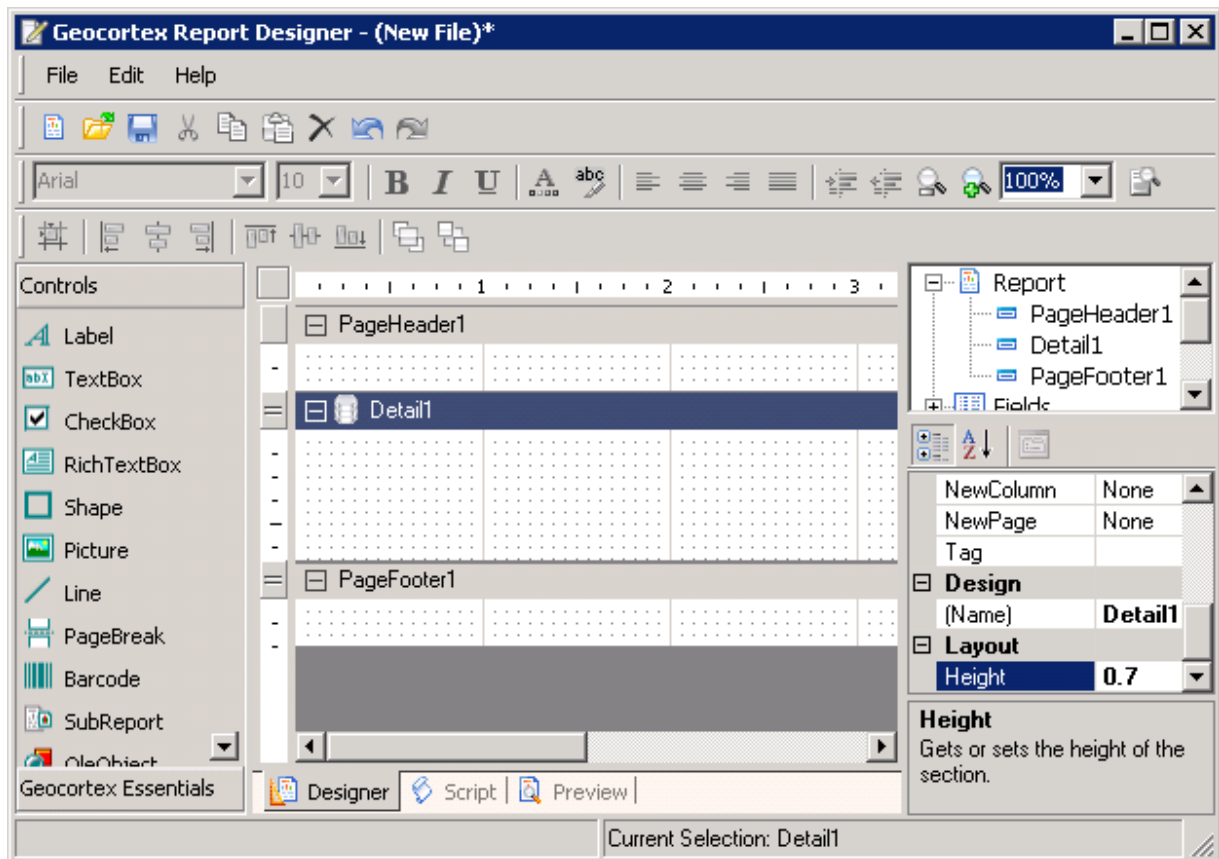 Geocortex Report Designer - (New File)*
File Edit Help
Arial 10 B I U A abc 100%
Controls
Label
TextBox
CheckBox
RichTextBox
Shape
Picture
Line
PageBreak
Barcode
SubReport
OleObject
Geocortex Essentials
1 2 3
PageHeader1
Detail1
PageFooter1
Designer Script Preview
Report
PageHeader1
Detail1
PageFooter1
Fields
NewColumn None
NewPage None
Tag
Design
(Name) Detail1
Layout
Height 0.7
Height
Gets or sets the height of the
section.
Current Selection: Detail1